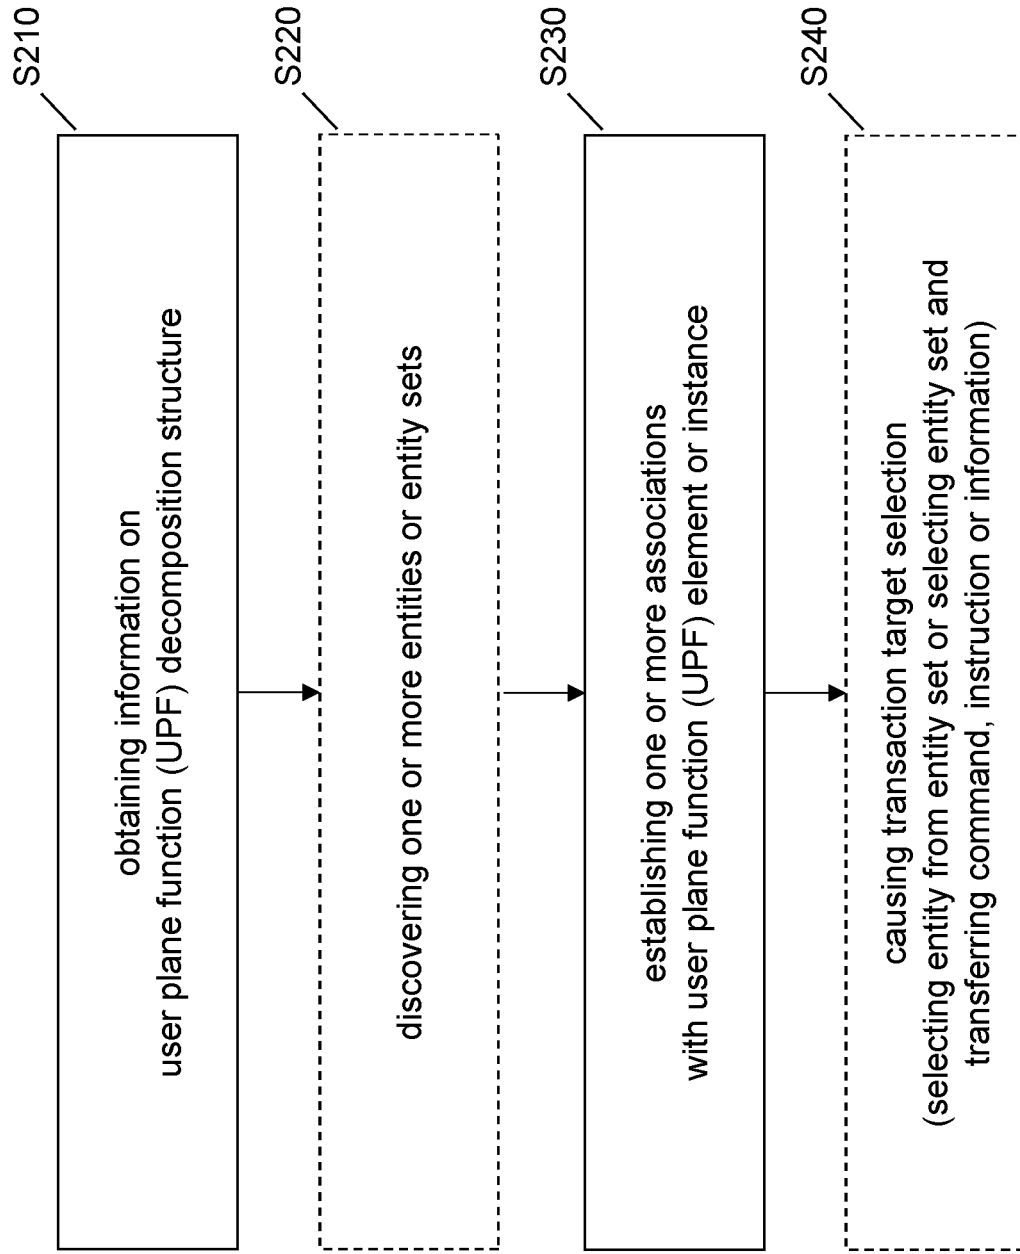 S210
obtaining information on
user plane function (UPF) decomposition structure
S220
discovering one or more entities or entity sets
S230
establishing one or more associations
with user plane function (UPF) element or instance
S240
causing transaction target selection
(selecting entity from entity set or selecting entity set and
transferring command, instruction or information)